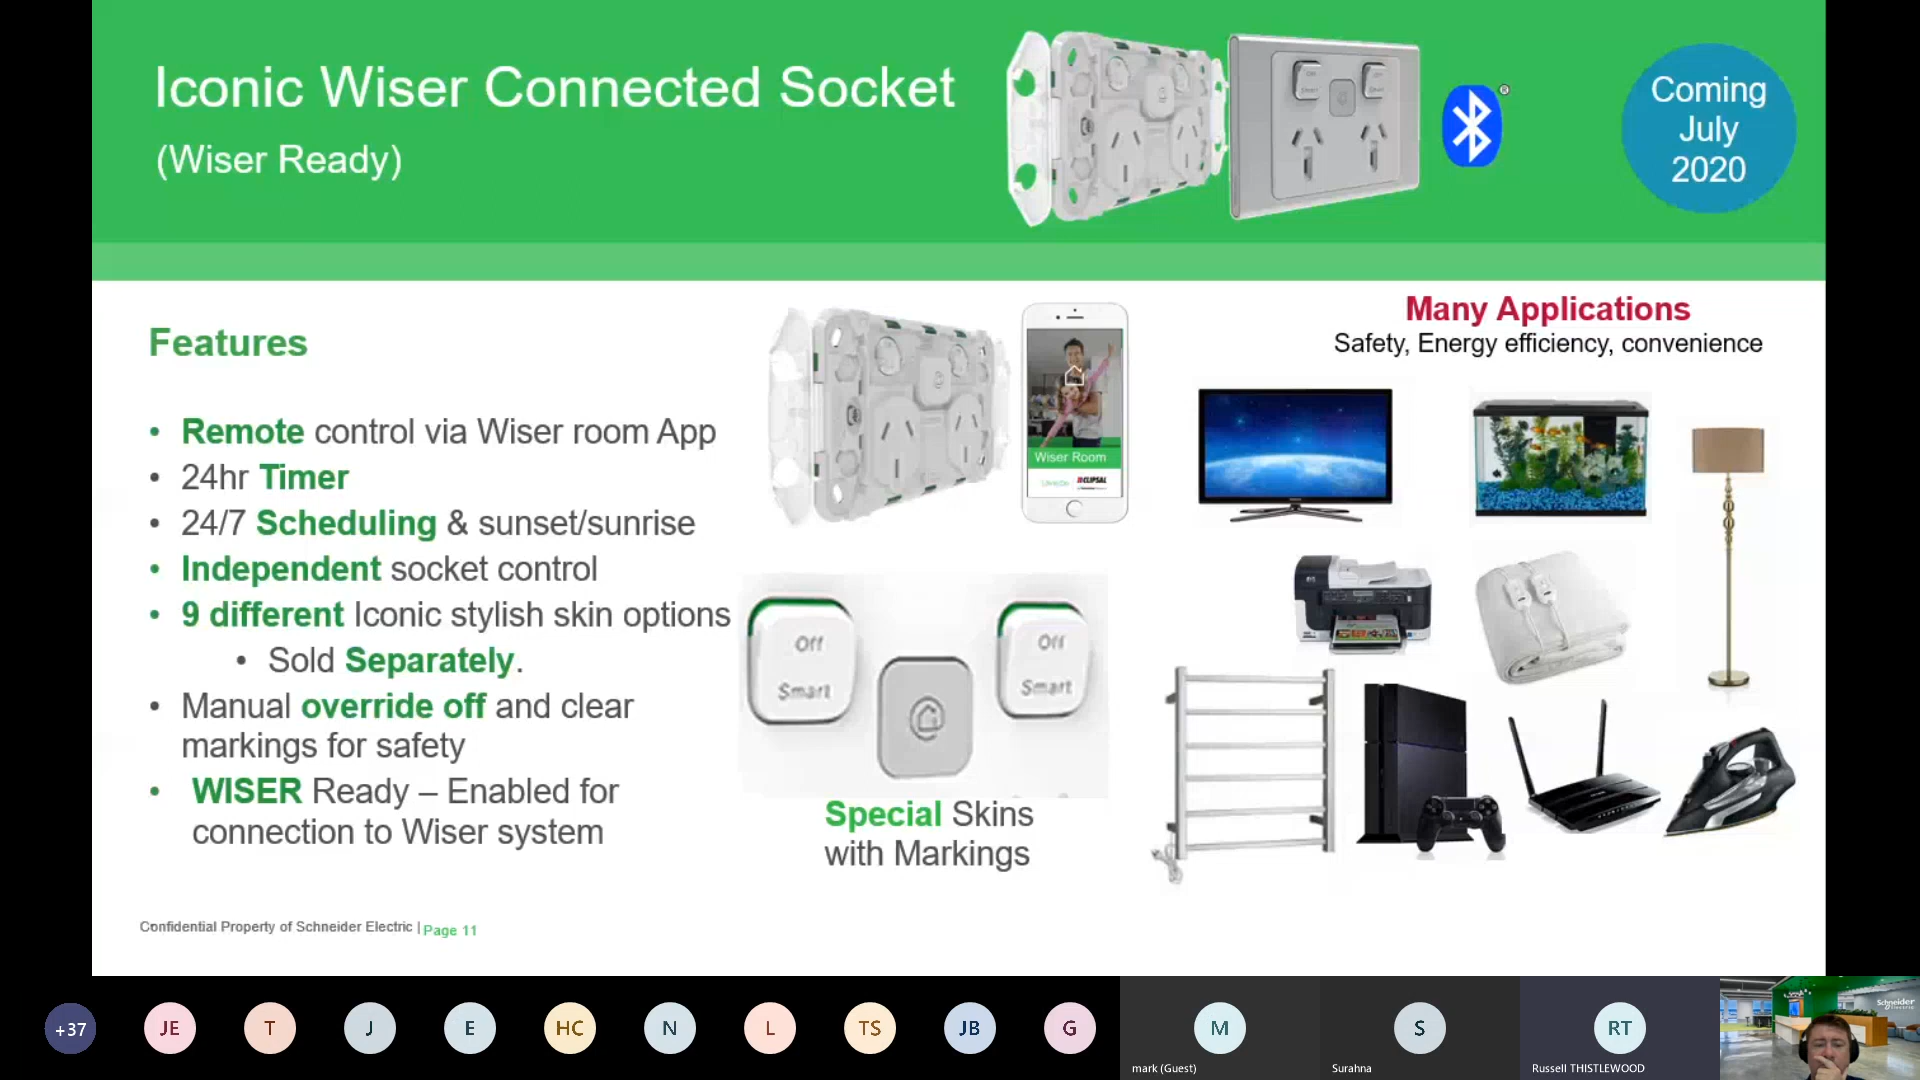 Iconic Wiser Connected Socket
(Wiser Ready)
Coming
July
2020
Features
• Remote control via Wiser room App
• 24hr Timer
• 24/7 Scheduling & sunset/sunrise
• Independent socket control
• 9 different Iconic stylish skin options
• Sold Separately.
• Manual override off and clear
markings for safety
• WISER Ready – Enabled for
connection to Wiser system
Wiser Room
CLIPSAL
Off
Smart
Off
Smart
Special Skins
with Markings
Many Applications
Safety, Energy efficiency, convenience
Confidential Property of Schneider Electric | Page 11
+37
JE
T
J
E
HC
N
L
TS
JB
G
M
mark (Guest)
S
Surahna
RT
Russell THISTLEWOOD
Schneider
Electric